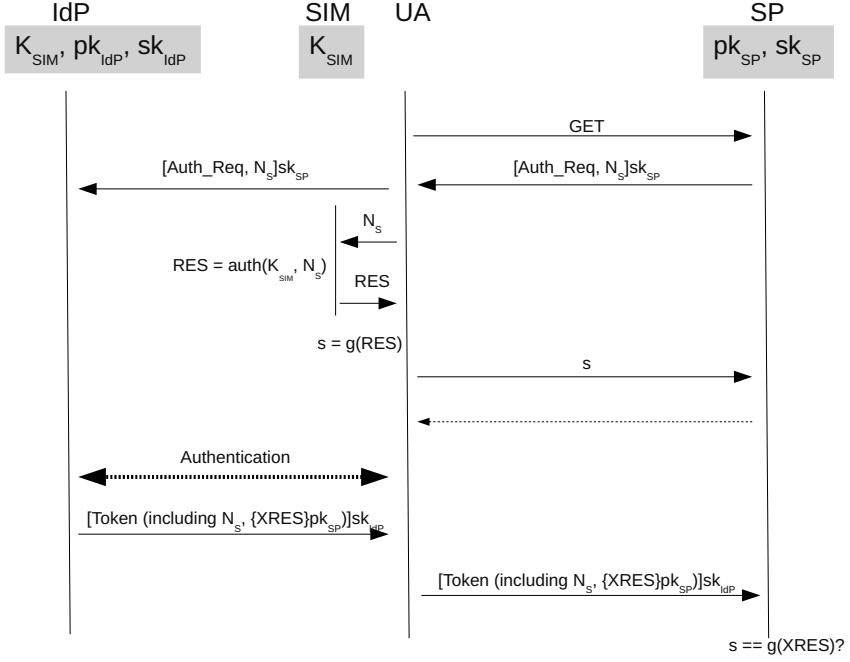 IdP SIM UA SP
K_SIM, pk_IdP, sk_IdP K_SIM pk_SP, sk_SP
GET
[Auth_Req, N_S]sk_SP [Auth_Req, N_S]sk_SP
N_S
RES = auth(K_SIM, N_S)
RES
s = g(RES)
s
Authentication
[Token (including N_S, {XRES}pk_SP)]sk_IdP
[Token (including N_S, {XRES}pk_SP)]sk_IdP
s == g(XRES)?